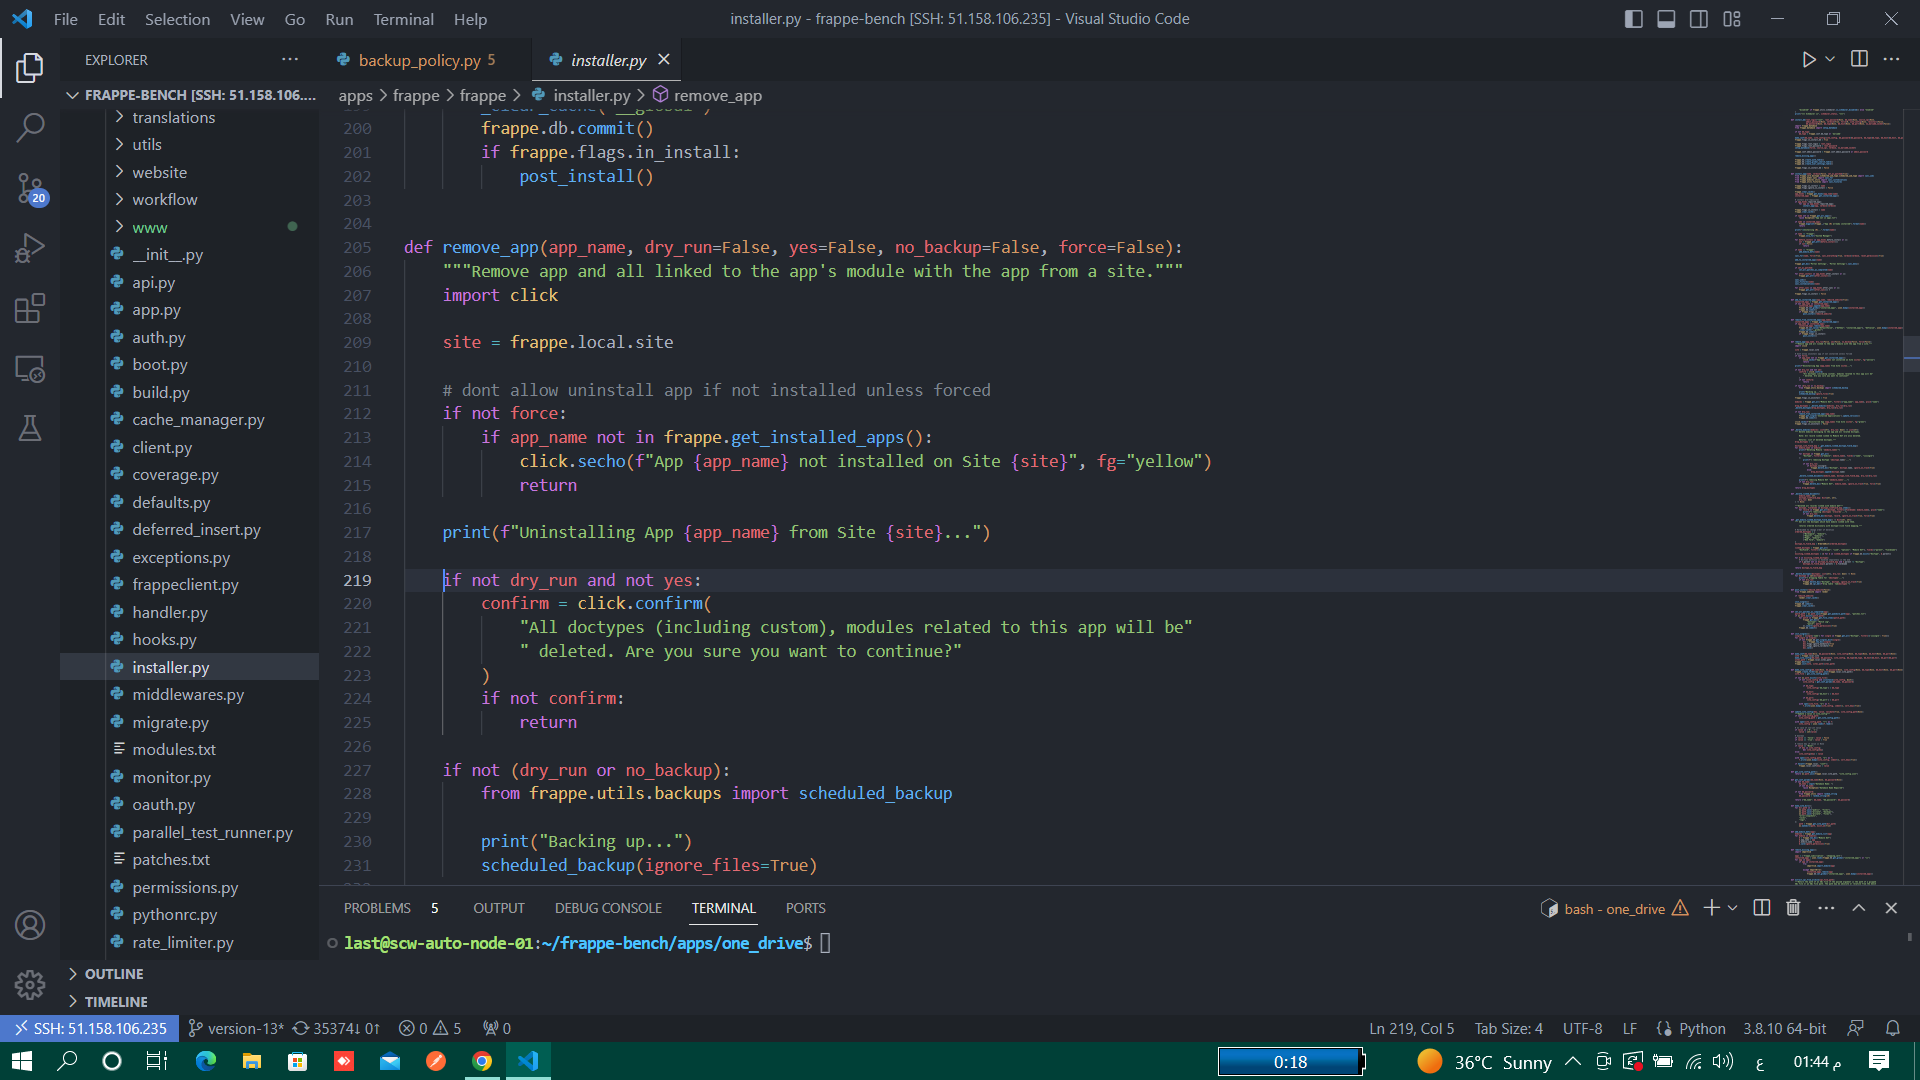 File Edit Selection View Go Run Terminal Help
installer.py - frappe-bench [SSH: 51.158.106.235] - Visual Studio Code
EXPLORER
FRAPPE-BENCH [SSH: 51.158.106....
translations
utils
website
workflow
www
__init__.py
api.py
app.py
auth.py
boot.py
build.py
cache_manager.py
client.py
coverage.py
defaults.py
deferred_insert.py
exceptions.py
frappeclient.py
handler.py
hooks.py
installer.py
middlewares.py
migrate.py
modules.txt
monitor.py
oauth.py
parallel_test_runner.py
patches.txt
permissions.py
pythonrc.py
rate_limiter.py
OUTLINE
TIMELINE
20
backup_policy.py 5
installer.py
apps > frappe > frappe > installer.py > remove_app
200 frappe.db.commit()
201 if frappe.flags.in_install:
202 post_install()
203
204
205 def remove_app(app_name, dry_run=False, yes=False, no_backup=False, force=False):
206 """Remove app and all linked to the app's module with the app from a site."""
207 import click
208
209 site = frappe.local.site
210
211 # dont allow uninstall app if not installed unless forced
212 if not force:
213 if app_name not in frappe.get_installed_apps():
214 click.secho(f"App {app_name} not installed on Site {site}", fg="yellow")
215 return
216
217 print(f"Uninstalling App {app_name} from Site {site}...")
218
219 if not dry_run and not yes:
220 confirm = click.confirm(
221 "All doctypes (including custom), modules related to this app will be"
222 " deleted. Are you sure you want to continue?"
223 )
224 if not confirm:
225 return
226
227 if not (dry_run or no_backup):
228 from frappe.utils.backups import scheduled_backup
229
230 print("Backing up...")
231 scheduled_backup(ignore_files=True)
PROBLEMS 5 OUTPUT DEBUG CONSOLE TERMINAL PORTS
bash - one_drive
last@scw-auto-node-01:~/frappe-bench/apps/one_drive$
SSH: 51.158.106.235 version-13* 35374↓ 0↑ 0 5 0
Ln 219, Col 5 Tab Size: 4 UTF-8 LF Python 3.8.10 64-bit
0:18
36°C Sunny
ع
01:44 م